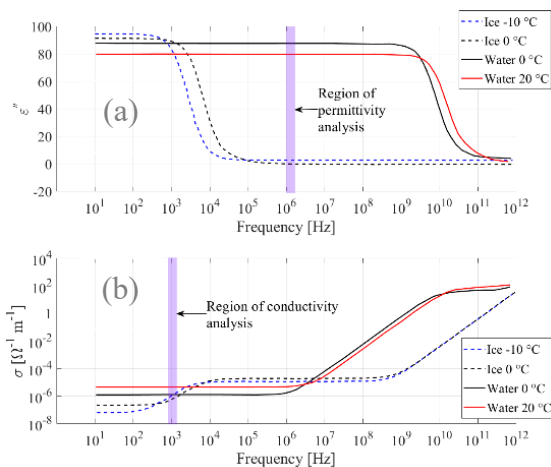 100
80
60
40
20
0
-20
ε''
(a)
Ice -10 °C
Ice 0 °C
Water 0 °C
Water 20 °C
Region of
permittivity
analysis
10¹ 10² 10³ 10⁴ 10⁵ 10⁶ 10⁷ 10⁸ 10⁹ 10¹⁰ 10¹¹ 10¹²
Frequency [Hz]
10⁴
10²
1
10⁻²
10⁻⁴
10⁻⁶
10⁻⁸
σ [Ω⁻¹ m⁻¹]
(b)
Region of conductivity
analysis
Ice -10 °C
Ice 0 °C
Water 0 °C
Water 20 °C
10¹ 10² 10³ 10⁴ 10⁵ 10⁶ 10⁷ 10⁸ 10⁹ 10¹⁰ 10¹¹ 10¹²
Frequency [Hz]